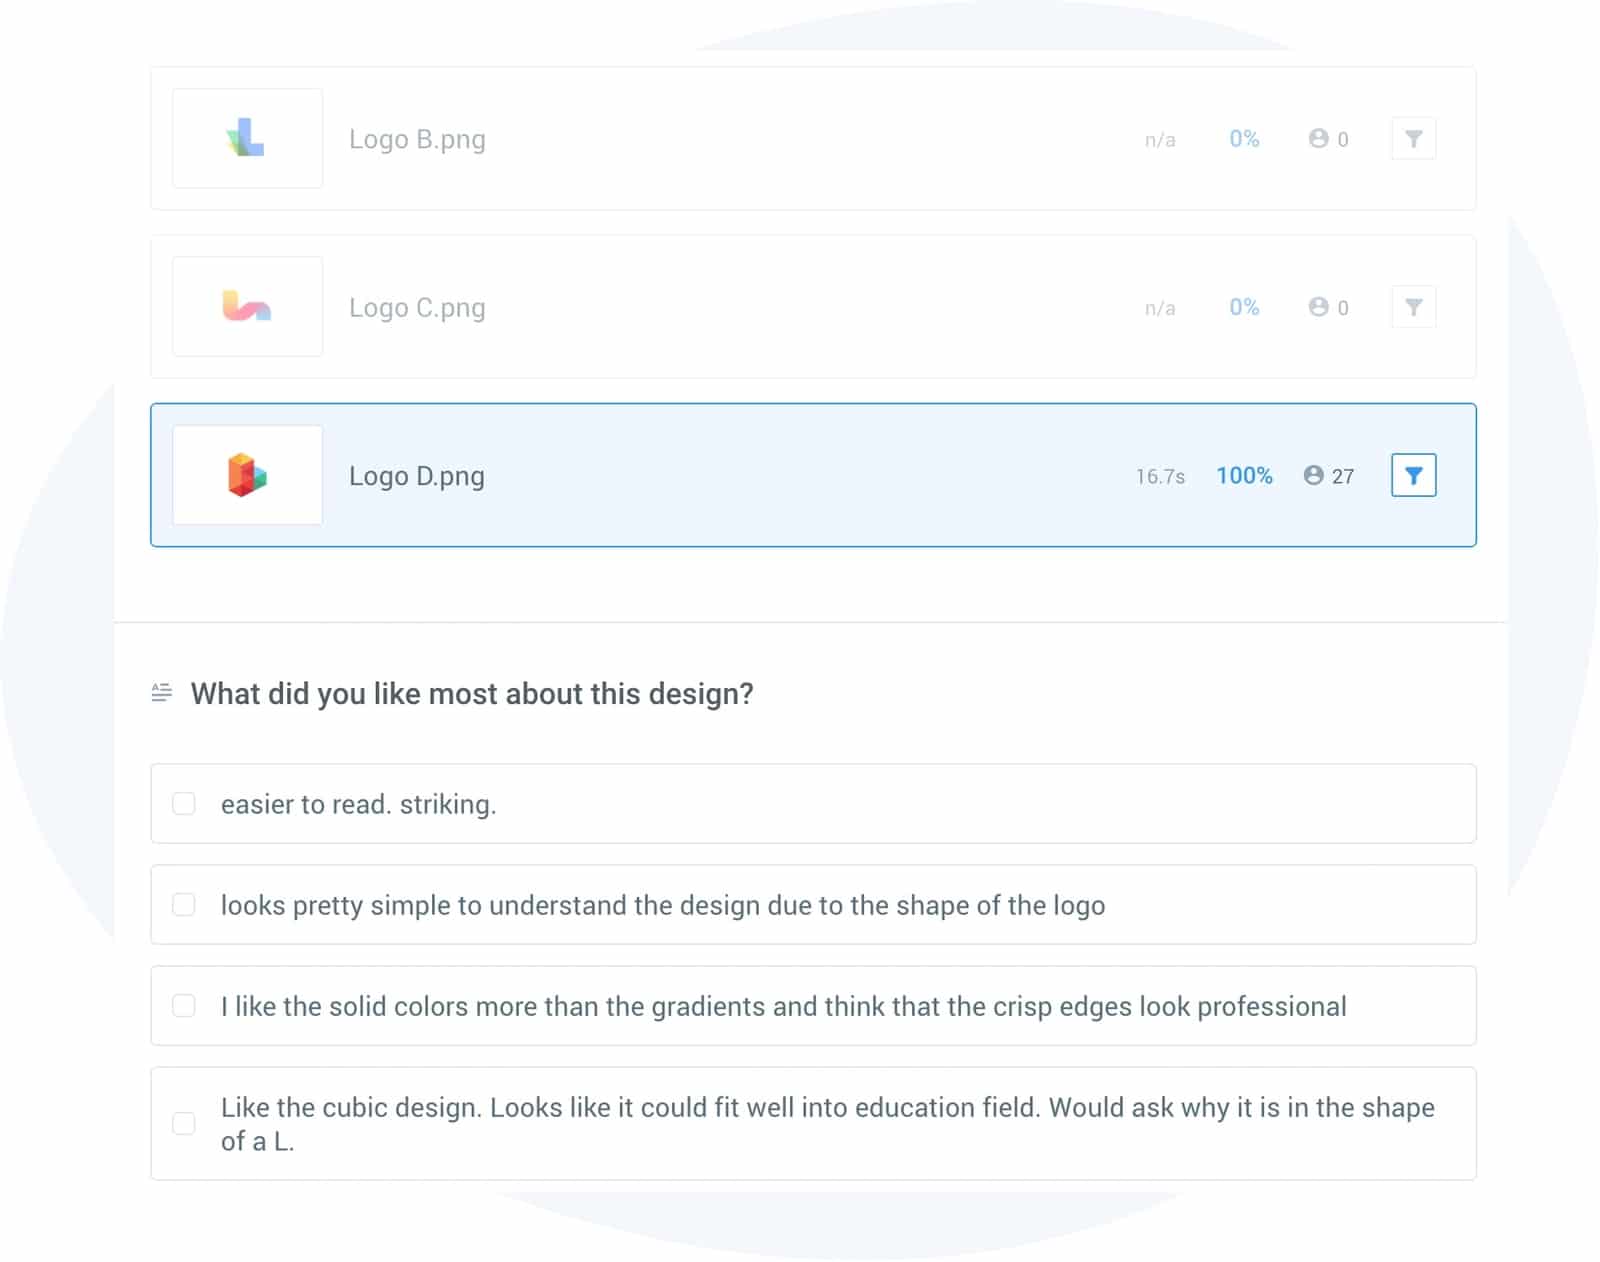 Logo B.png n/a 0% 0
Logo C.png n/a 0% 0
Logo D.png 16.7s 100% 27
What did you like most about this design?
easier to read. striking.
looks pretty simple to understand the design due to the shape of the logo
I like the solid colors more than the gradients and think that the crisp edges look professional
Like the cubic design. Looks like it could fit well into education field. Would ask why it is in the shape
of a L.